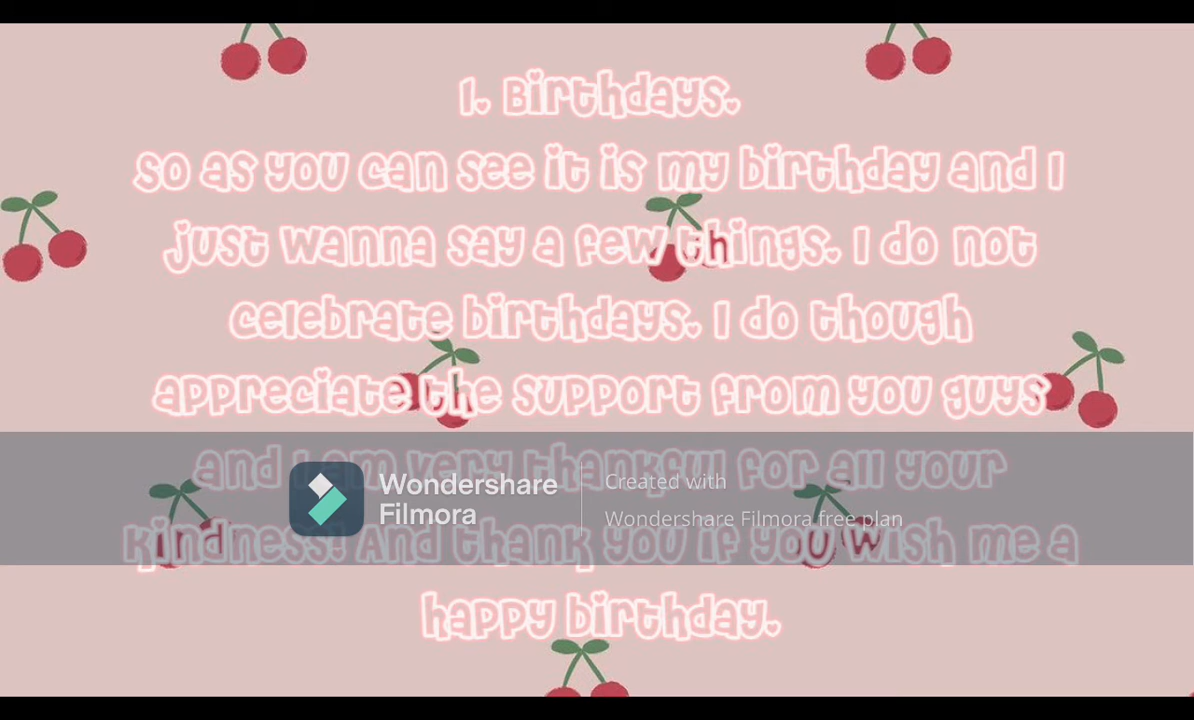 1. Birthdays.
so as you can see it is my birthday and I
just wanna say a few things. I do not
celebrate birthdays. I do though
appreciate the support from you guys
and I am very thankful for all your
kindness! And thank you if you wish me a
happy birthday.
Wondershare
Filmora
Created with
Wondershare Filmora free plan